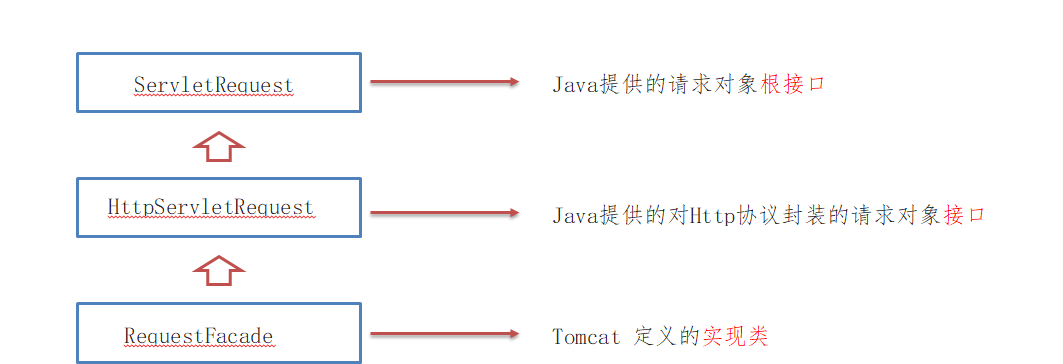 ServletRequest Java提供的请求对象根接口
HttpServletRequest Java提供的对Http协议封装的请求对象接口
RequestFacade Tomcat 定义的实现类